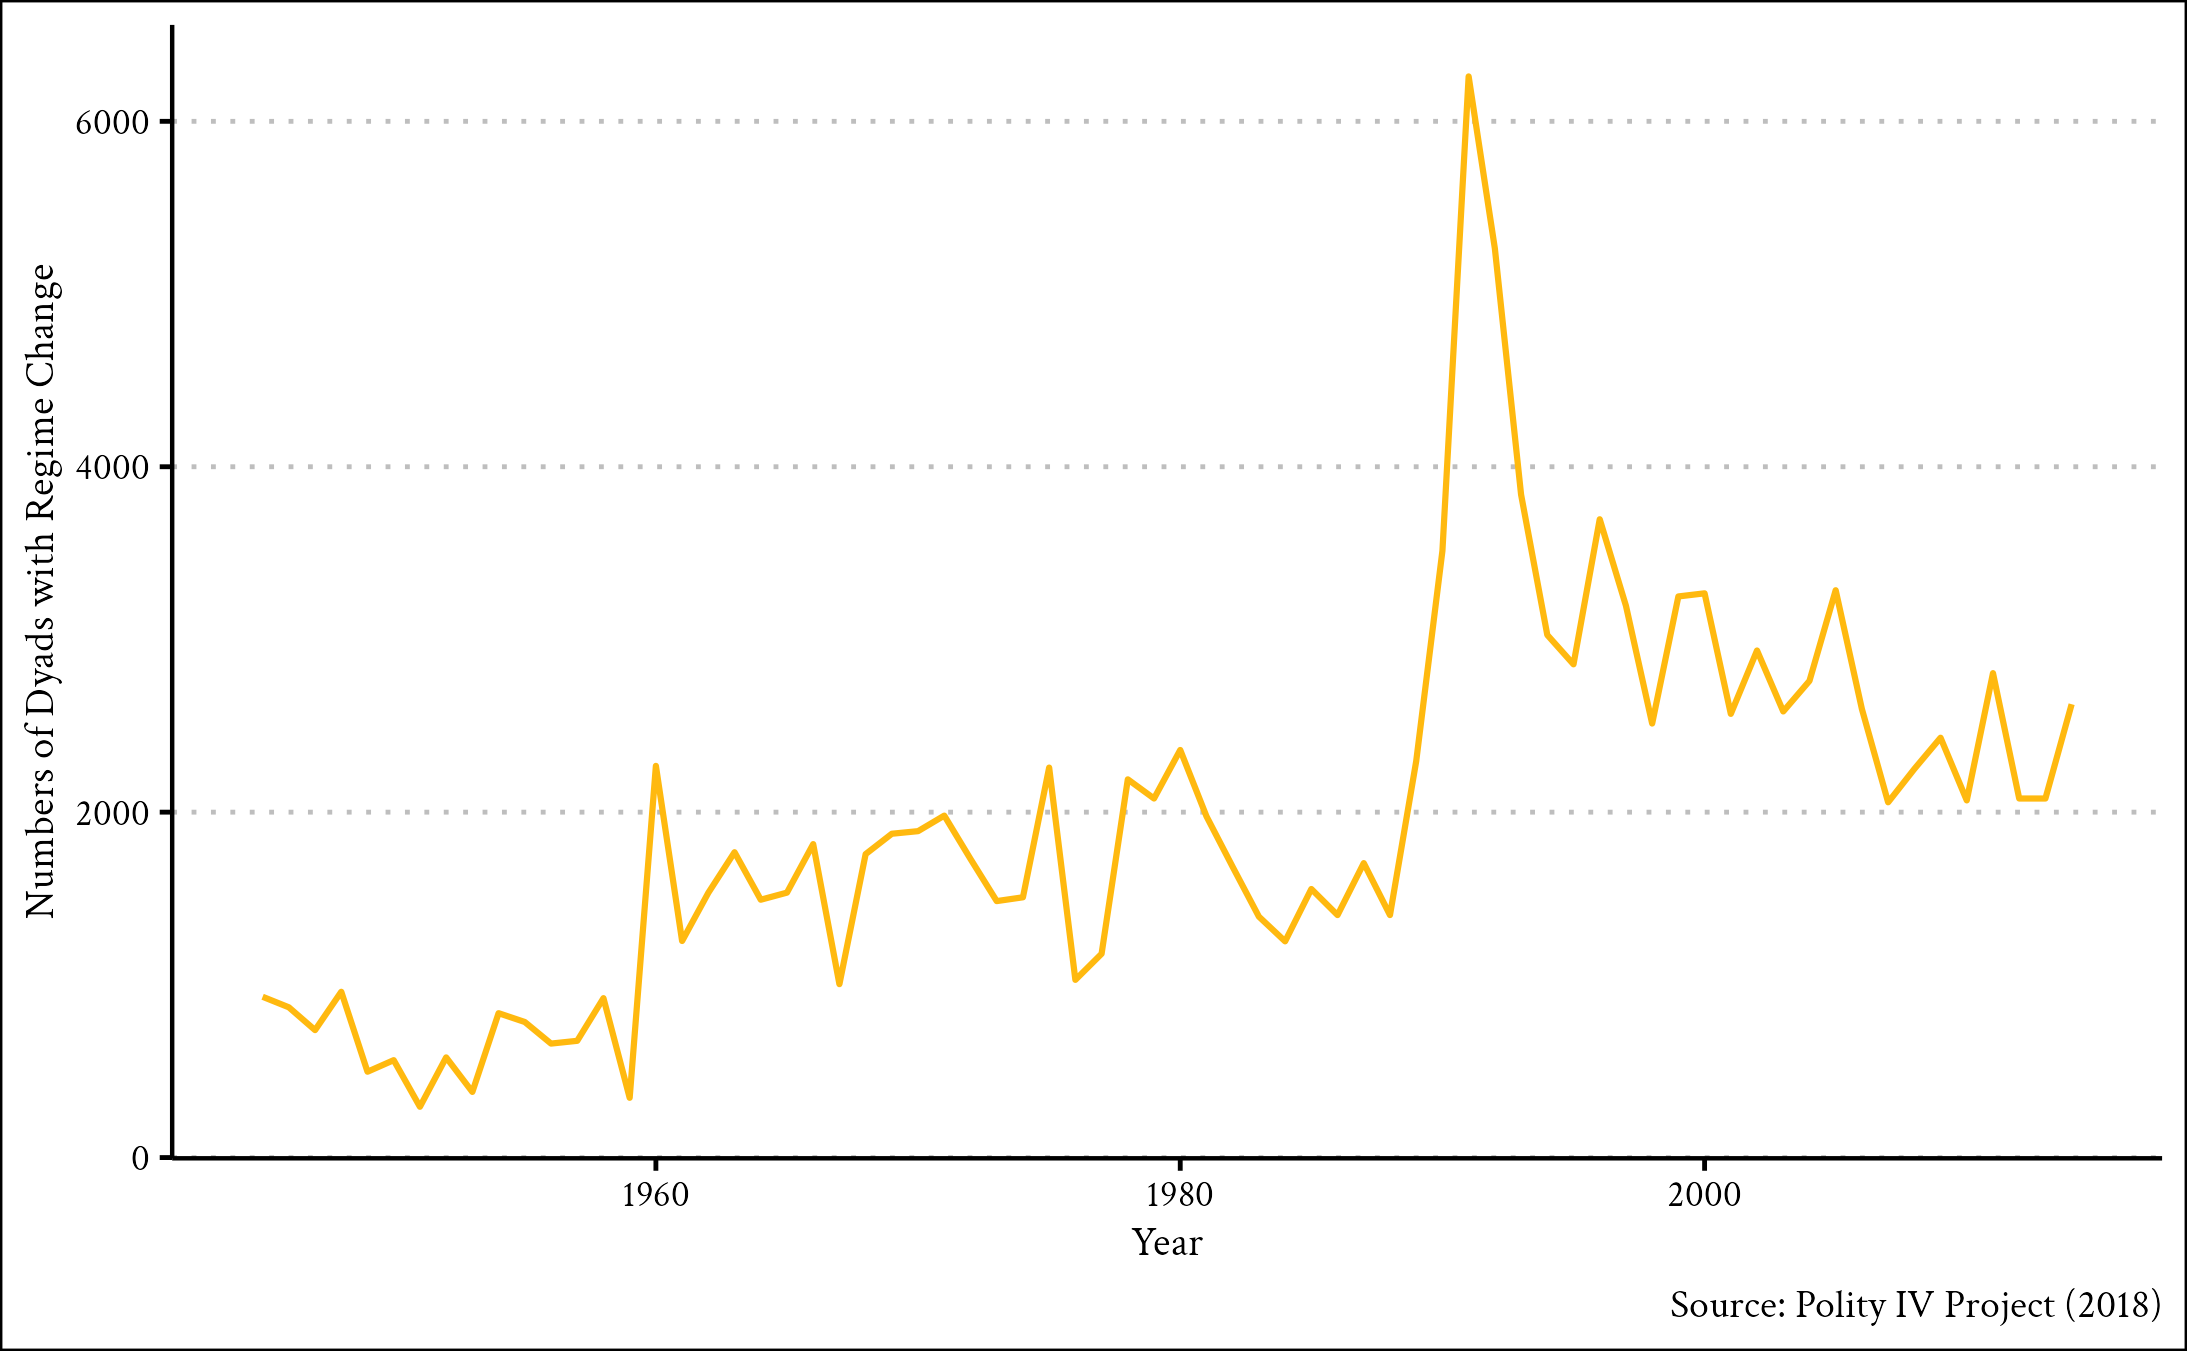 Numbers of Dyads with Regime Change
6000
4000
2000
0
1960 1980 2000
Year
Source: Polity IV Project (2018)